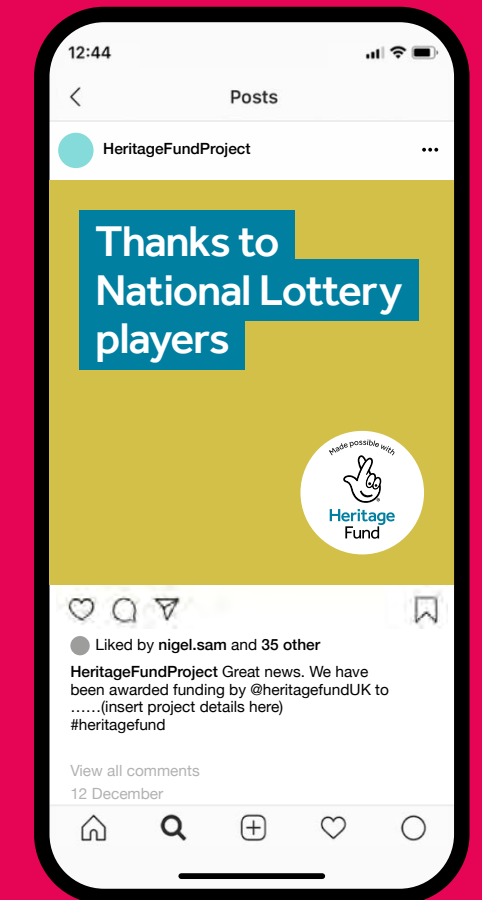 12:44
Posts
HeritageFundProject
Thanks to
National Lottery
players
Made possible with
Heritage
Fund
Liked by nigel.sam and 35 other
HeritageFundProject Great news. We have
been awarded funding by @heritagefundUK to
……(insert project details here)
#heritagefund
View all comments
12 December